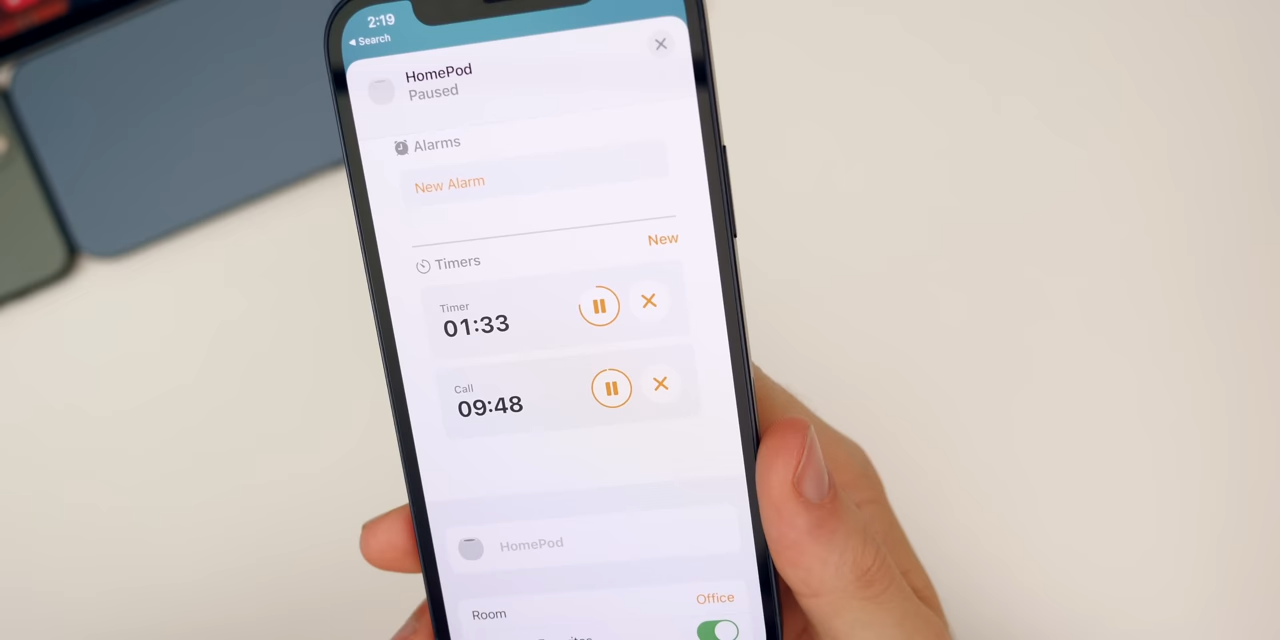 2:19
Search
HomePod
Paused
Alarms
New Alarm
New
Timers
Timer
01:33
Call
09:48
HomePod
Room
Office